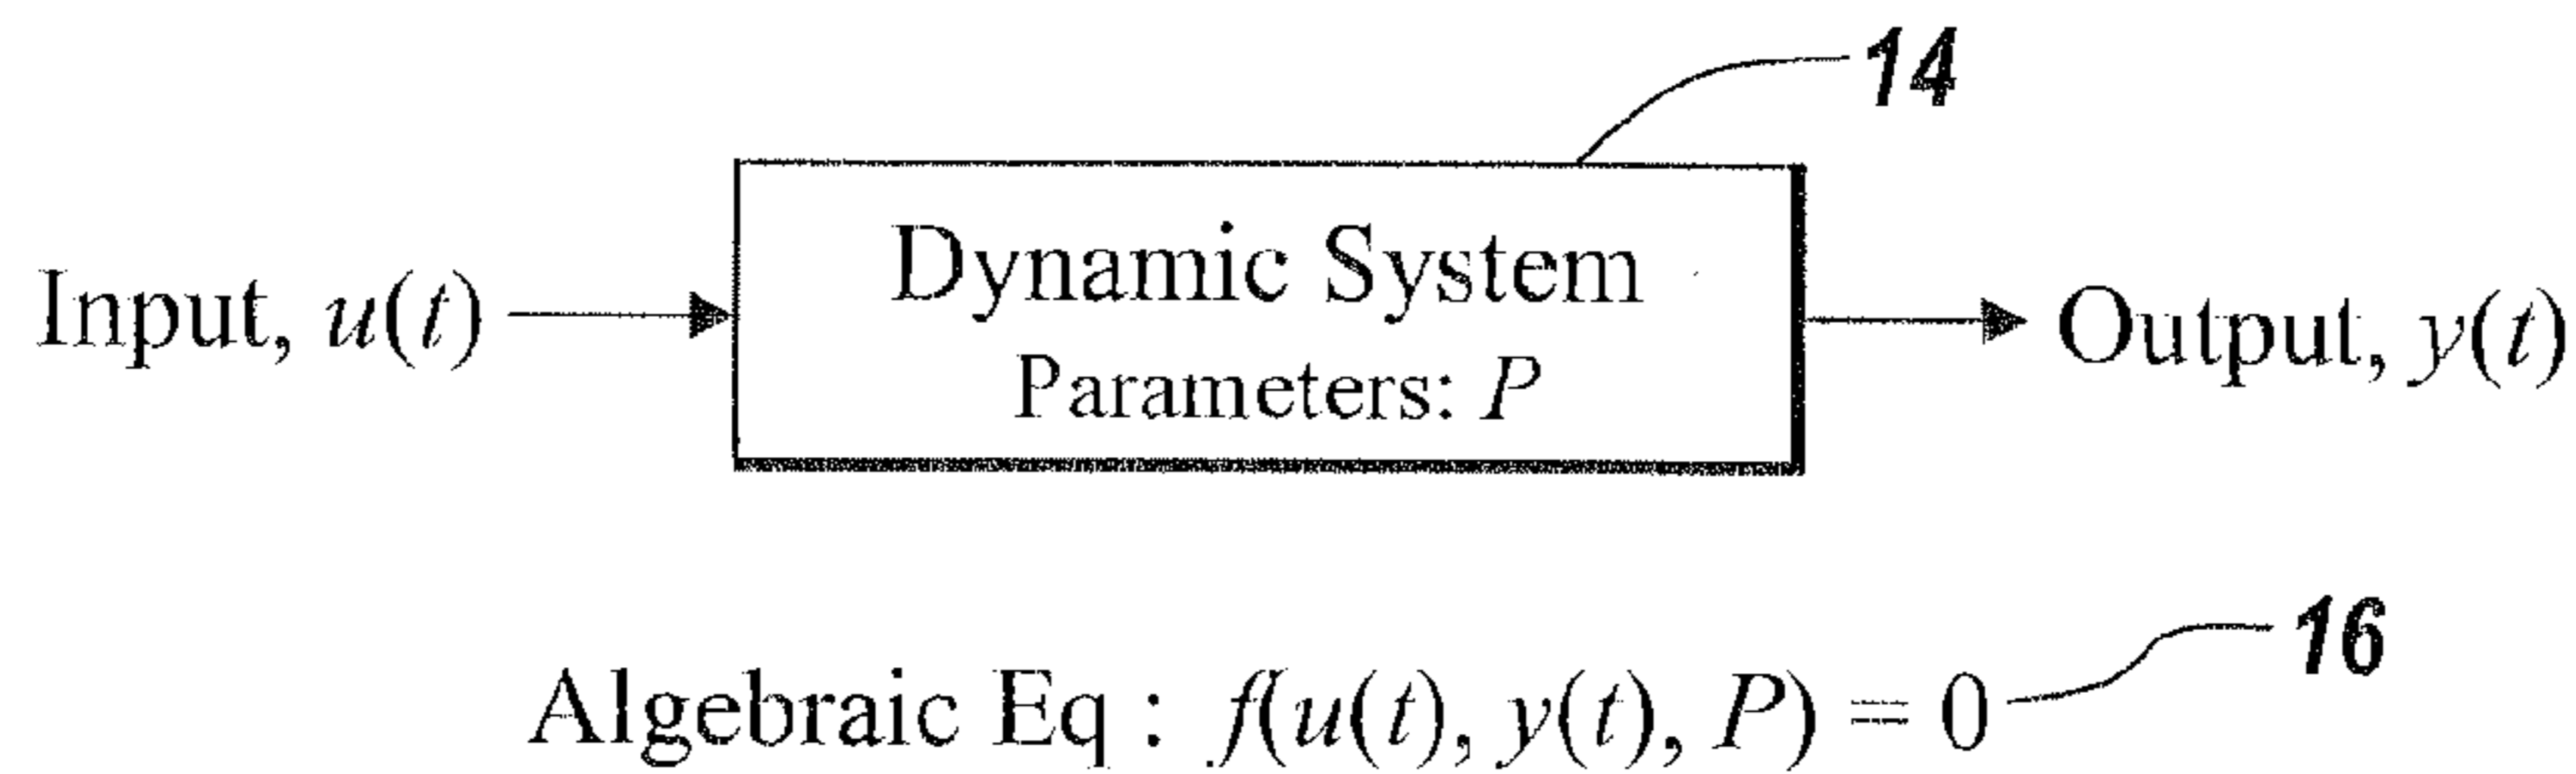 14
Dynamic System
Input, u(t)
Output, y(t)
Parameters: P
16
Algebraic Eq : f(u(t), y(t), P) = 0